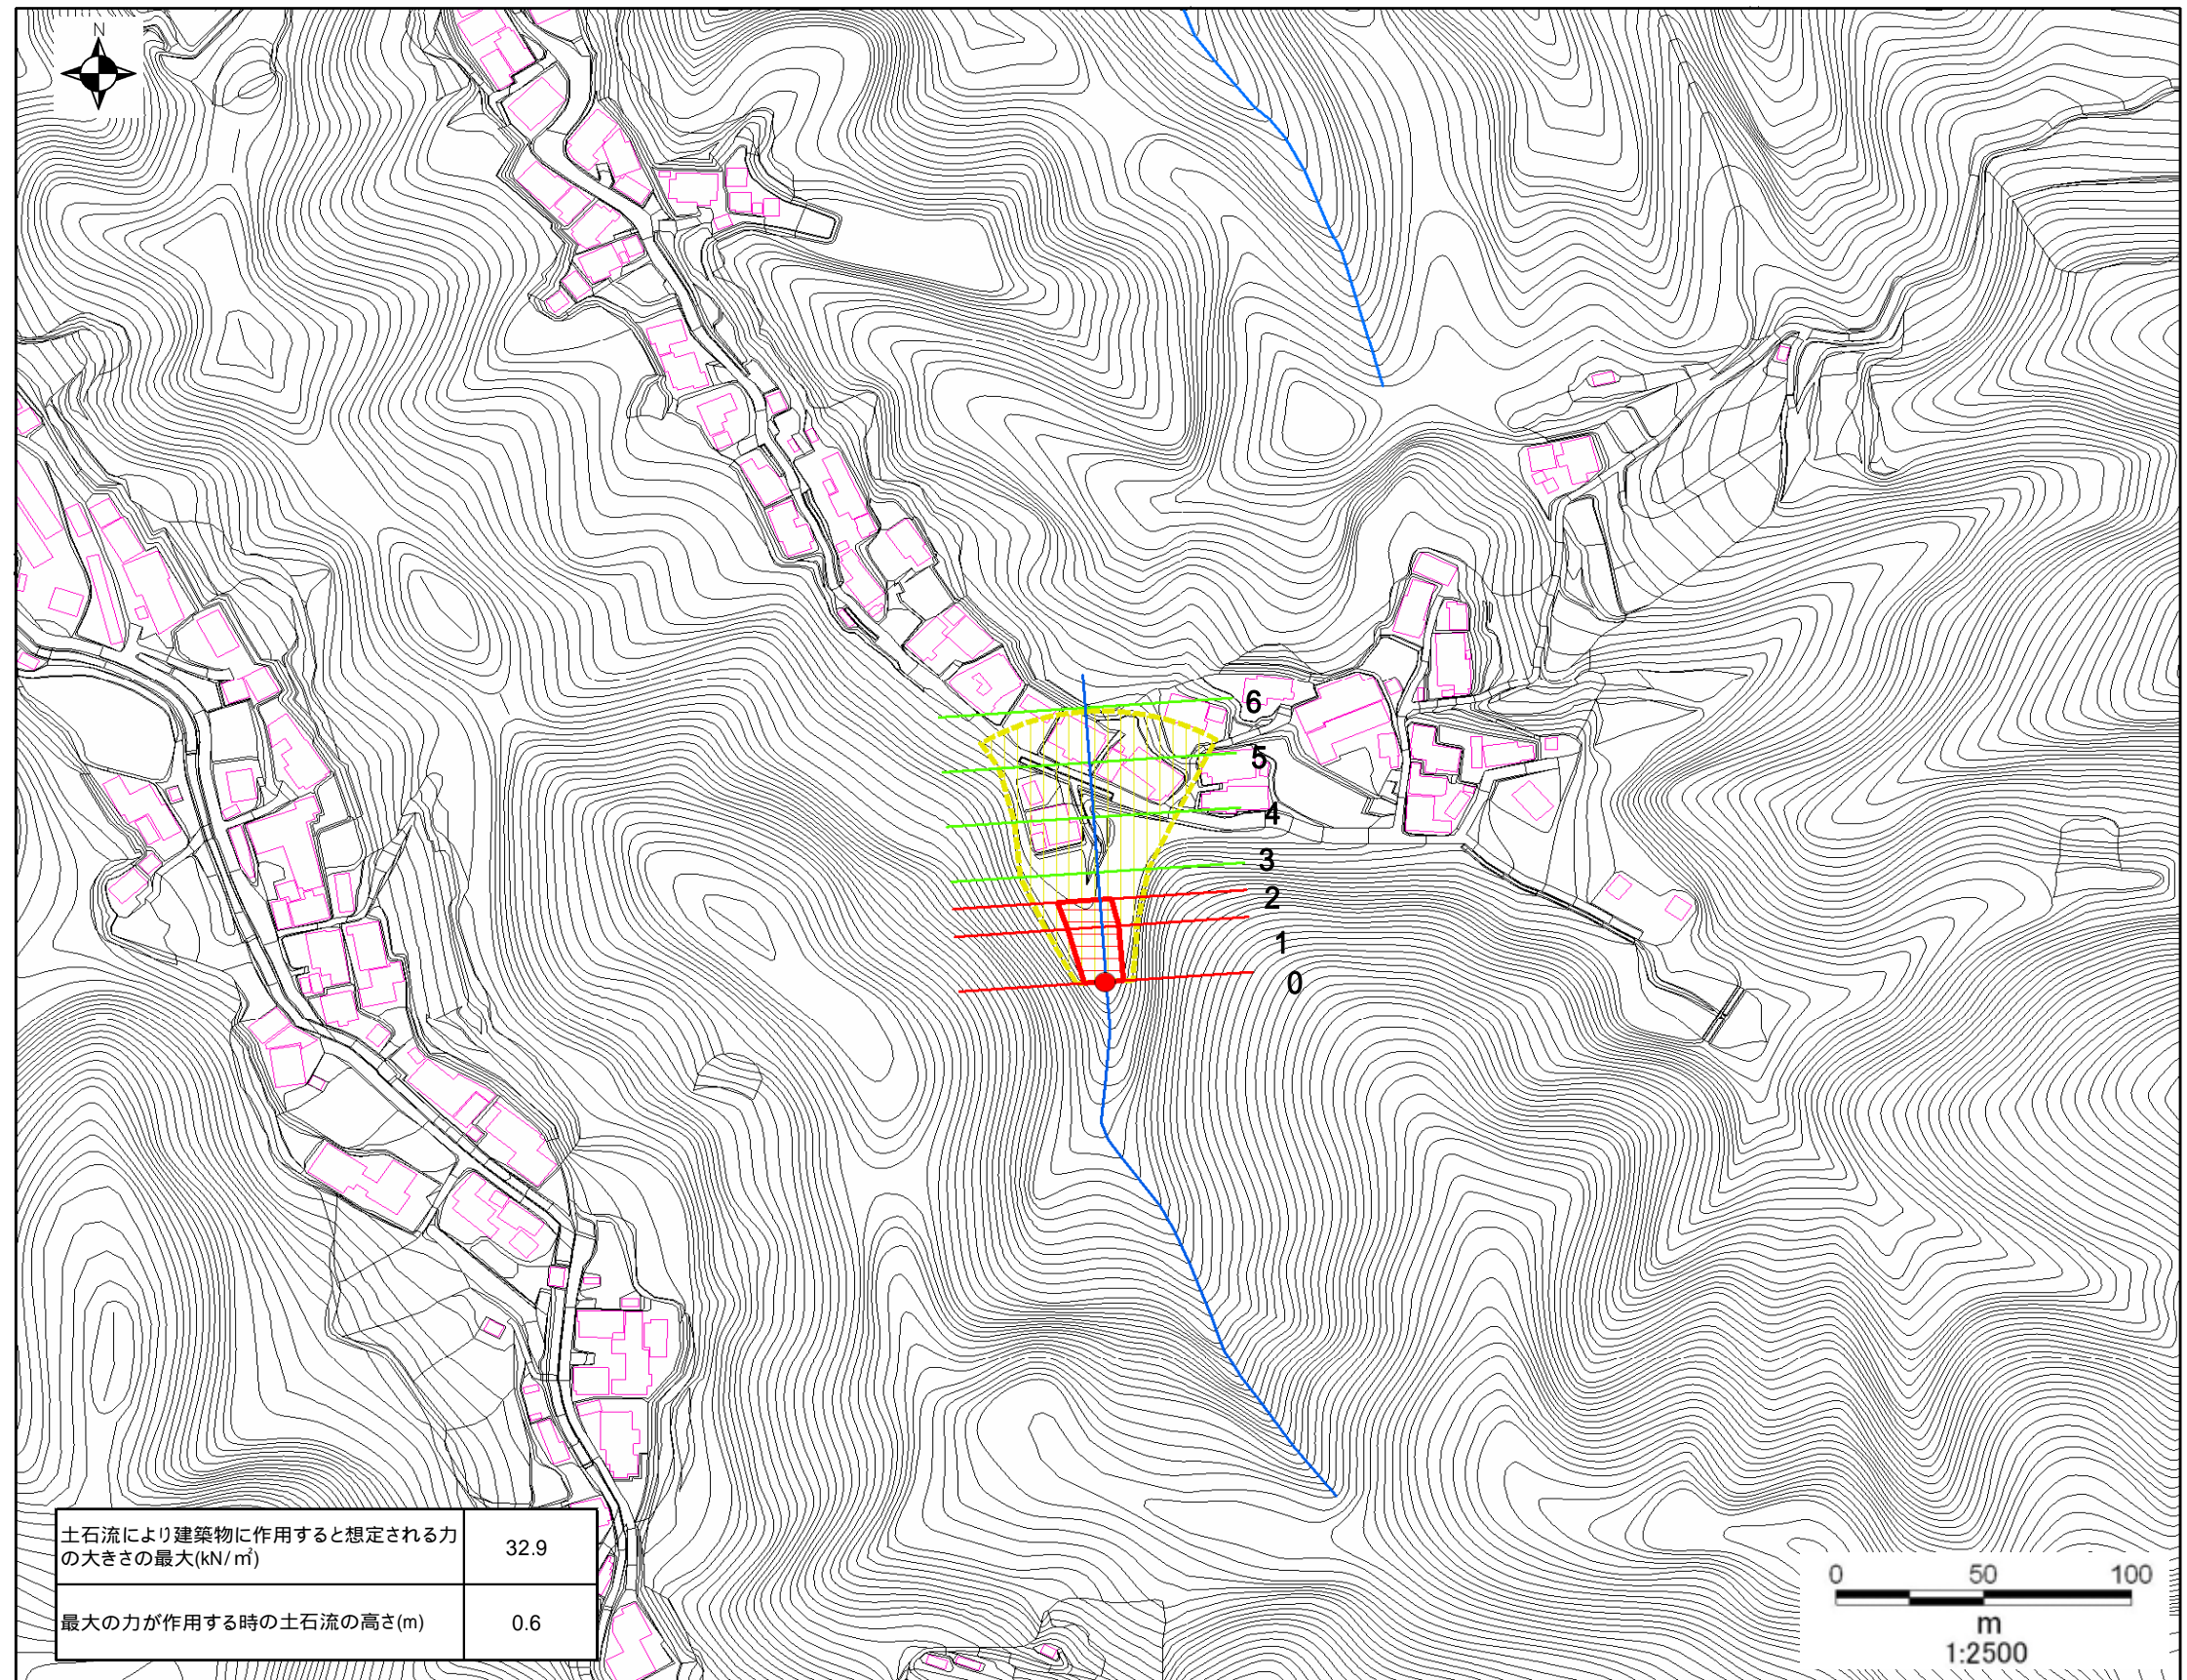 N
6
5
4
3
2
1
0
土石流により建築物に作用すると想定される力
の大きさの最大(kN/㎡)
32.9
最大の力が作用する時の土石流の高さ(m)
0.6
0 50 100
m
1:2500